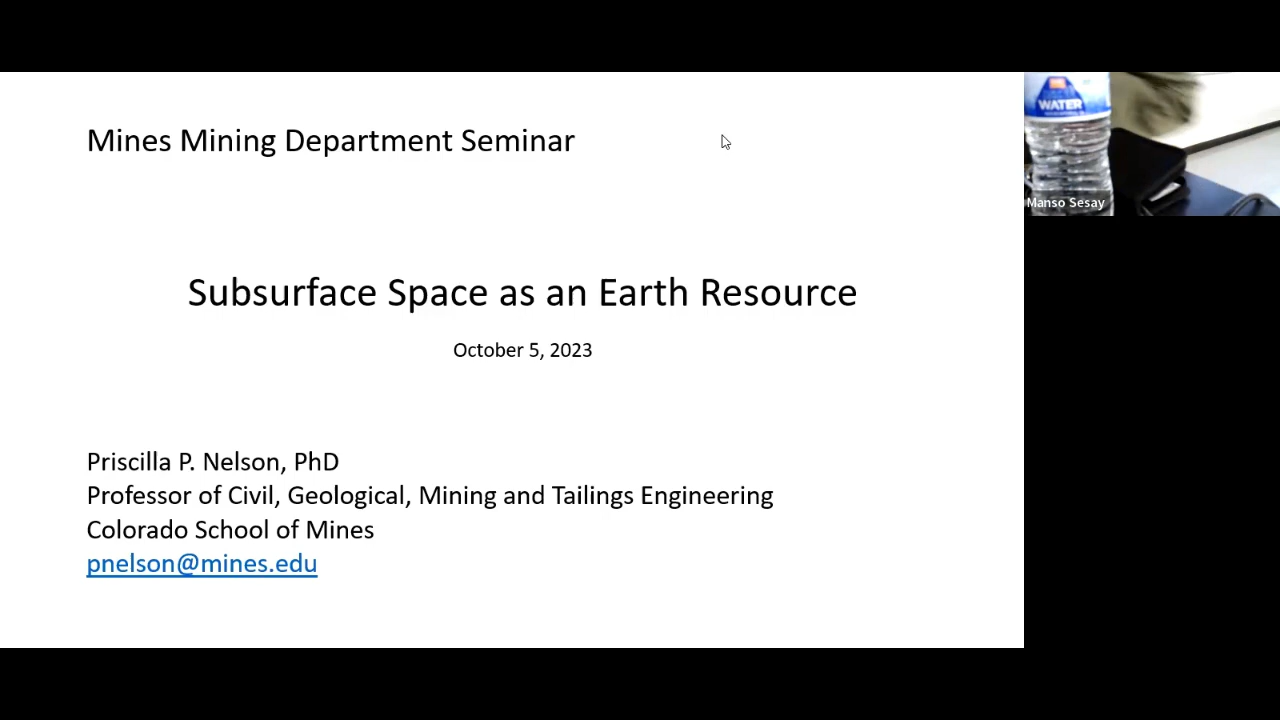 Mines Mining Department Seminar
WATER
Manso Sesay
Subsurface Space as an Earth Resource
October 5, 2023
Priscilla P. Nelson, PhD
Professor of Civil, Geological, Mining and Tailings Engineering
Colorado School of Mines
pnelson@mines.edu